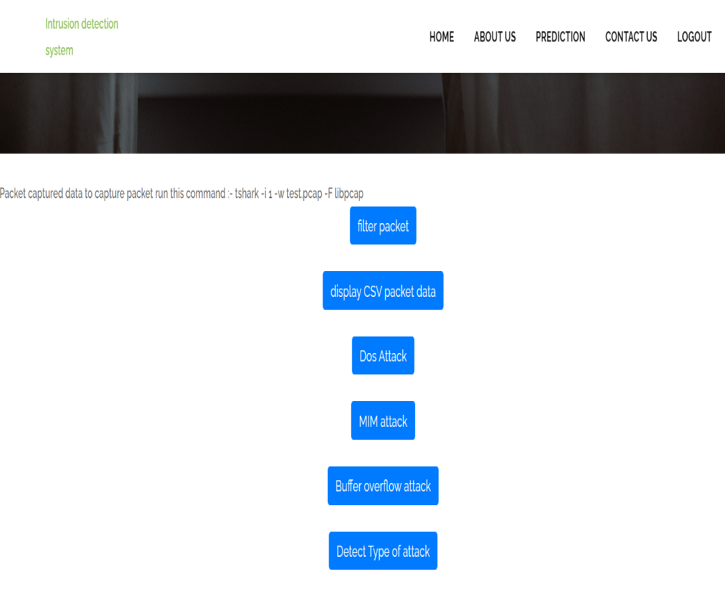 Intrusion detection
system
HOME ABOUT US PREDICTION CONTACT US LOGOUT
Packet captured data to capture packet run this command :- tshark -i 1 -w test.pcap -F libpcap
filter packet
display CSV packet data
Dos Attack
MIM attack
Buffer overflow attack
Detect Type of attack